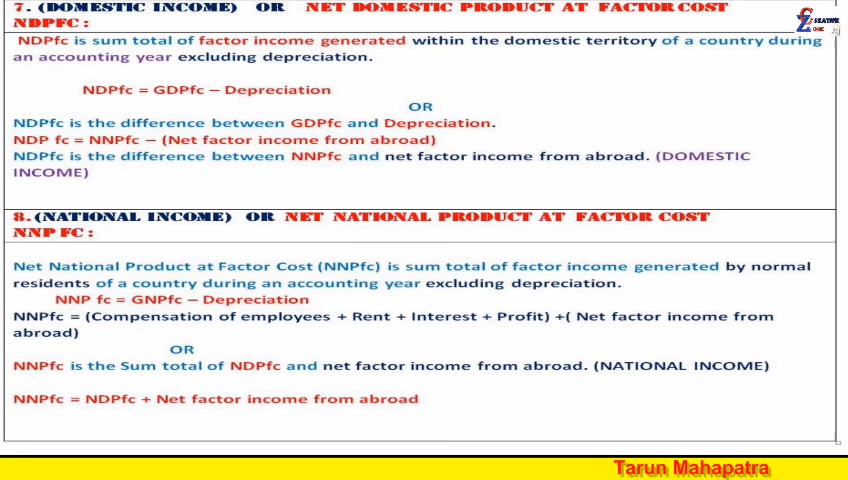 7. (DOMESTIC INCOME) OR NET DOMESTIC PRODUCT AT FACTOR COST
NDPFC :
NDPfc is sum total of factor income generated within the domestic territory of a country during
an accounting year excluding depreciation.
NDPfc = GDPfc – Depreciation
OR
NDPfc is the difference between GDPfc and Depreciation.
NDP fc = NNPfc – (Net factor income from abroad)
NDPfc is the difference between NNPfc and net factor income from abroad. (DOMESTIC
INCOME)
8. (NATIONAL INCOME) OR NET NATIONAL PRODUCT AT FACTOR COST
NNP FC :
Net National Product at Factor Cost (NNPfc) is sum total of factor income generated by normal
residents of a country during an accounting year excluding depreciation.
NNP fc = GNPfc – Depreciation
NNPfc = (Compensation of employees + Rent + Interest + Profit) +( Net factor income from
abroad)
OR
NNPfc is the Sum total of NDPfc and net factor income from abroad. (NATIONAL INCOME)
NNPfc = NDPfc + Net factor income from abroad
Tarun Mahapatra